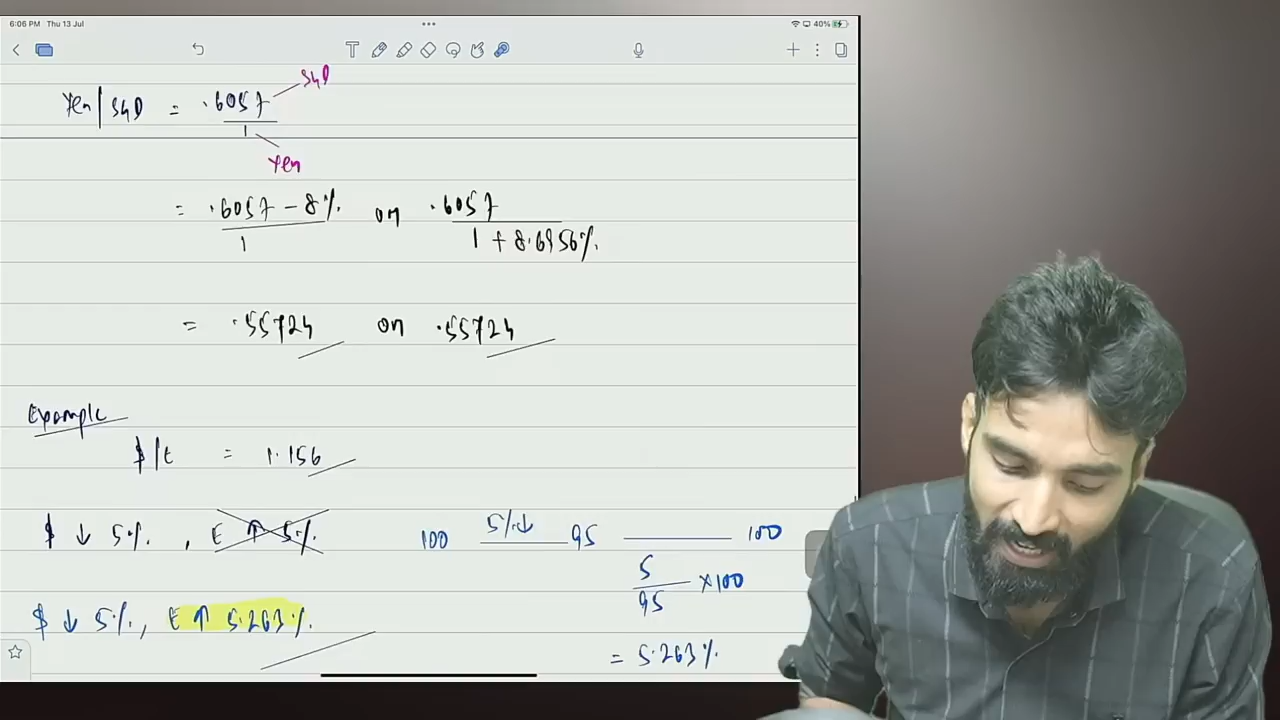 6:06 PM Thu 13 Jul
40%
SGD
Yen|SGD = .6057
1
Yen
= .6057 - 8% or .6057
1 1 + 8.6956%.
= .55724 or .55724
Example
$/€ = 1.156
$ ↓ 5%, € ↑ 5%. 100 5%↓ 95 100
5
95 ×100
$ ↓ 5%, € ↑ 5.263%.
= 5.263%.